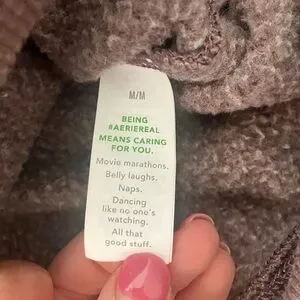 M/M
BEING
#AERIEREAL
MEANS CARING
FOR YOU.
Movie marathons.
Belly laughs.
Naps.
Dancing
like no one's
watching.
All that
good stuff.